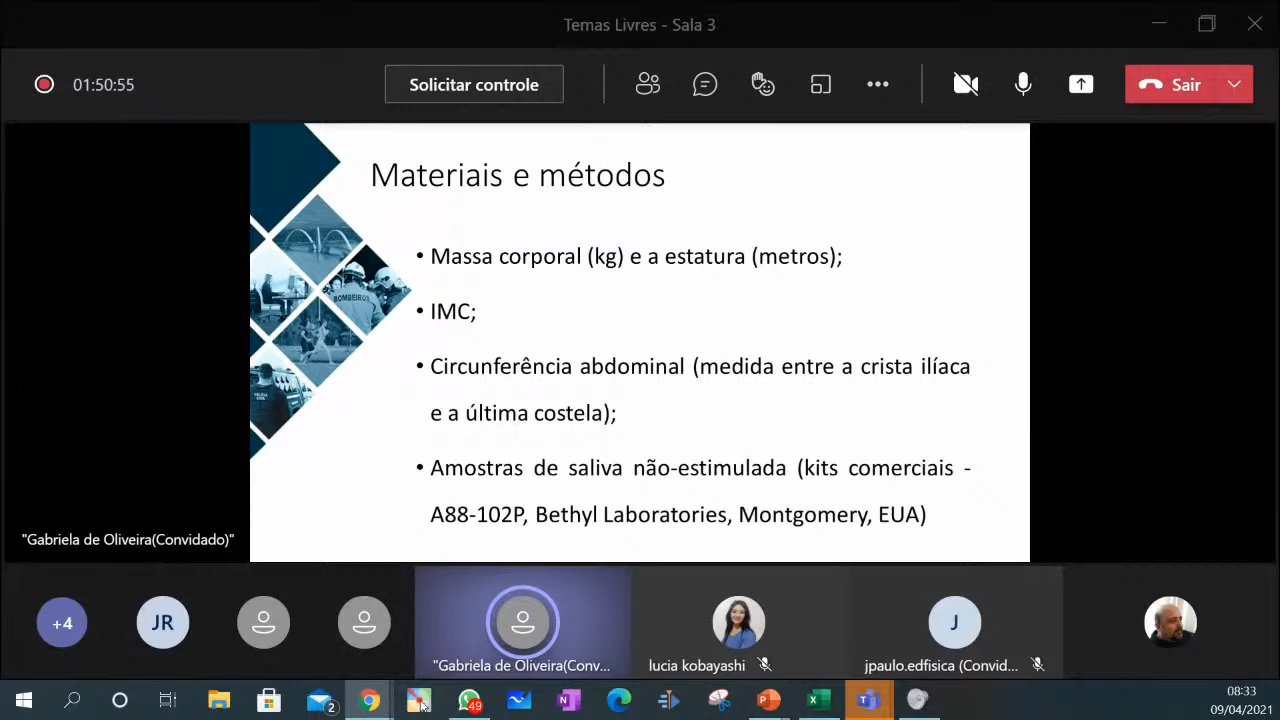 Temas Livres - Sala 3
01:50:55
Solicitar controle
Sair
Materiais e métodos
• Massa corporal (kg) e a estatura (metros);
• IMC;
• Circunferência abdominal (medida entre a crista ilíaca
e a última costela);
• Amostras de saliva não-estimulada (kits comerciais -
A88-102P, Bethyl Laboratories, Montgomery, EUA)
BOMBEIROS
"Gabriela de Oliveira(Convidado)"
+4
JR
J
"Gabriela de Oliveira(Conv...
lucia kobayashi
jpaulo.edfisica (Convid...
2
49
08:33
09/04/2021